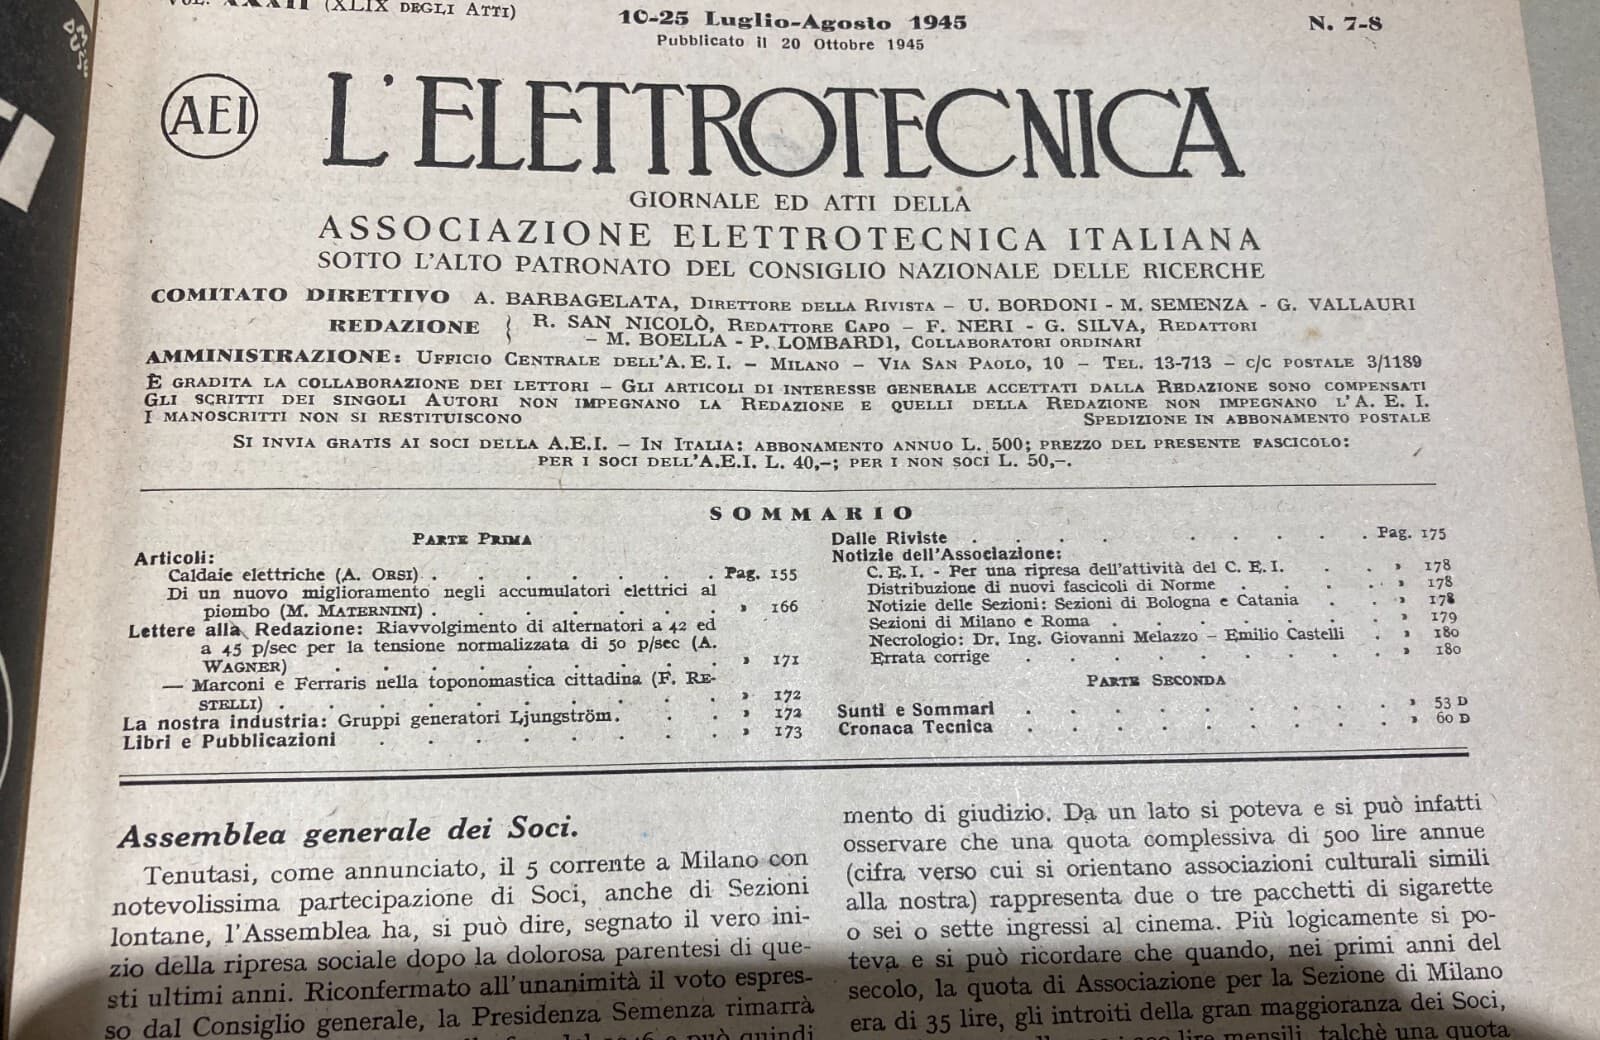 VOL. XXXII (XLIX DEGLI ATTI)
10-25 Luglio-Agosto 1945
N. 7-8
Pubblicato il 20 Ottobre 1945
AEI
L'ELETTROTECNICA
GIORNALE ED ATTI DELLA
ASSOCIAZIONE ELETTROTECNICA ITALIANA
SOTTO L'ALTO PATRONATO DEL CONSIGLIO NAZIONALE DELLE RICERCHE
COMITATO DIRETTIVO A. BARBAGELATA, DIRETTORE DELLA RIVISTA – U. BORDONI - M. SEMENZA - G. VALLAURI
REDAZIONE { R. SAN NICOLÒ, REDATTORE CAPO – F. NERI - G. SILVA, REDATTORI
– M. BOELLA - P. LOMBARDI, COLLABORATORI ORDINARI
AMMINISTRAZIONE: UFFICIO CENTRALE DELL'A. E. I. – MILANO – VIA SAN PAOLO, 10 – TEL. 13-713 – C/C POSTALE 3/1189
È GRADITA LA COLLABORAZIONE DEI LETTORI – GLI ARTICOLI DI INTERESSE GENERALE ACCETTATI DALLA REDAZIONE SONO COMPENSATI
GLI SCRITTI DEI SINGOLI AUTORI NON IMPEGNANO LA REDAZIONE E QUELLI DELLA REDAZIONE NON IMPEGNANO L'A. E. I.
I MANOSCRITTI NON SI RESTITUISCONO SPEDIZIONE IN ABBONAMENTO POSTALE
SI INVIA GRATIS AI SOCI DELLA A.E.I. – IN ITALIA: ABBONAMENTO ANNUO L. 500; PREZZO DEL PRESENTE FASCICOLO:
PER I SOCI DELL'A.E.I. L. 40,–; PER I NON SOCI L. 50,–.
SOMMARIO
PARTE PRIMA
Articoli:
Caldaie elettriche (A. ORSI) . . . . . . . Pag. 155
Di un nuovo miglioramento negli accumulatori elettrici al
piombo (M. MATERNINI) . . . . . . . » 166
Lettere alla Redazione: Riavvolgimento di alternatori a 42 ed
a 45 p/sec per la tensione normalizzata di 50 p/sec (A.
WAGNER) . . . . . . . . . » 171
— Marconi e Ferraris nella toponomastica cittadina (F. RE-
STELLI) . . . . . . . . . . » 172
La nostra industria: Gruppi generatori Ljungström. . . » 172
Libri e Pubblicazioni . . . . . . . . » 173
Dalle Riviste . . . . . . . . . . Pag. 175
Notizie dell'Associazione:
C. E. I. - Per una ripresa dell'attività del C. E. I. . . » 178
Distribuzione di nuovi fascicoli di Norme . . . . » 178
Notizie delle Sezioni: Sezioni di Bologna e Catania . . » 178
Sezioni di Milano e Roma . . . . . . . » 179
Necrologio: Dr. Ing. Giovanni Melazzo – Emilio Castelli . » 180
Errata corrige . . . . . . . . . » 180
PARTE SECONDA
Sunti e Sommari . . . . . . . . . » 53 D
Cronaca Tecnica . . . . . . . . . » 60 D
Assemblea generale dei Soci.
Tenutasi, come annunciato, il 5 corrente a Milano con
notevolissima partecipazione di Soci, anche di Sezioni
lontane, l'Assemblea ha, si può dire, segnato il vero ini-
zio della ripresa sociale dopo la dolorosa parentesi di que-
sti ultimi anni. Riconfermato all'unanimità il voto espres-
so dal Consiglio generale, la Presidenza Semenza rimarrà
mento di giudizio. Da un lato si poteva e si può infatti
osservare che una quota complessiva di 500 lire annue
(cifra verso cui si orientano associazioni culturali simili
alla nostra) rappresenta due o tre pacchetti di sigarette
o sei o sette ingressi al cinema. Più logicamente si po-
teva e si può ricordare che quando, nei primi anni del
secolo, la quota di Associazione per la Sezione di Milano
era di 35 lire, gli introiti della gran maggioranza dei Soci,
lire mensili, talchè una quota